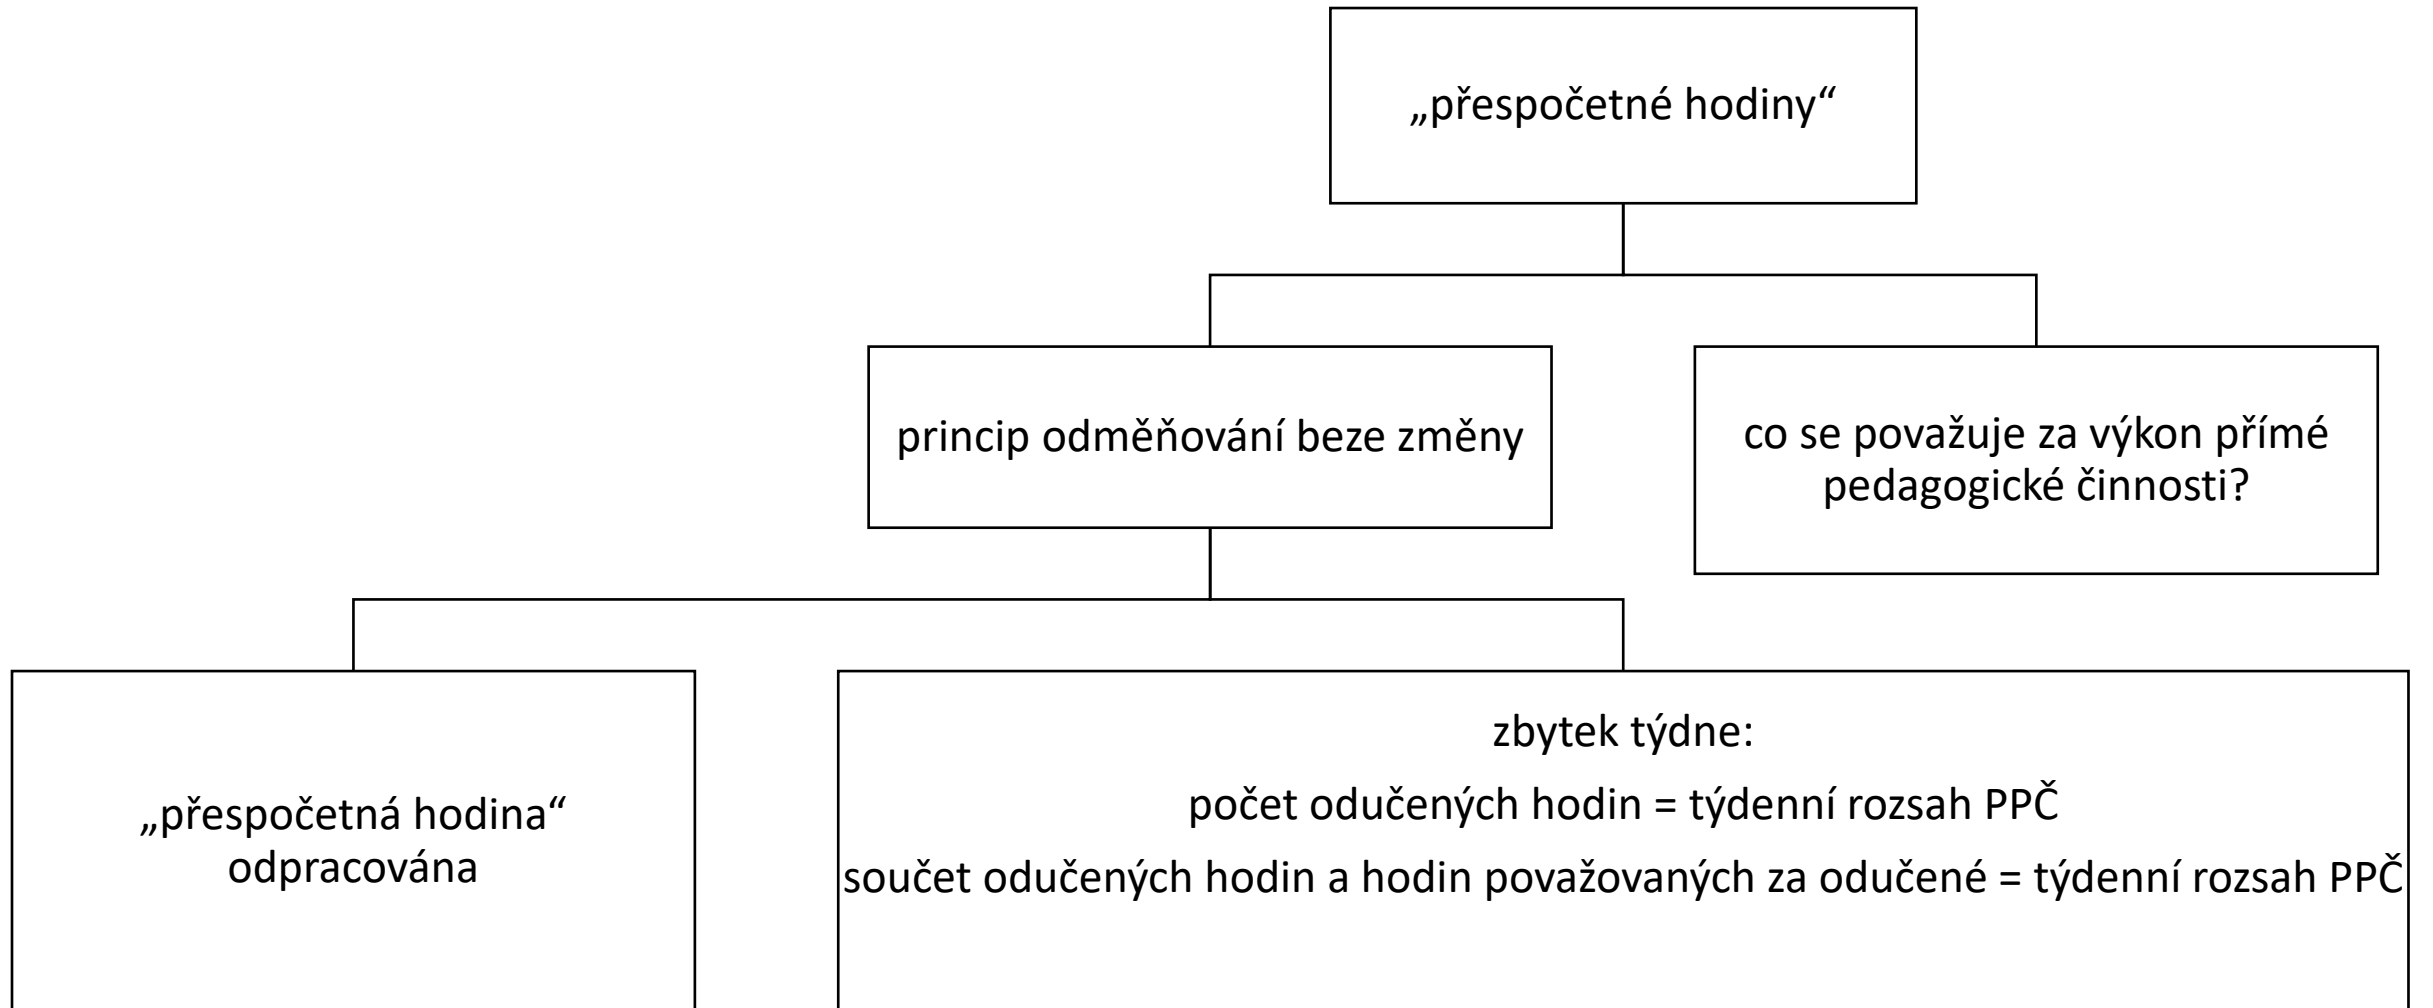 „přespočetné hodiny“
princip odměňování beze změny
co se považuje za výkon přímé
pedagogické činnosti?
„přespočetná hodina“
odpracována
zbytek týdne:
počet odučených hodin = týdenní rozsah PPČ
součet odučených hodin a hodin považovaných za odučené = týdenní rozsah PPČ